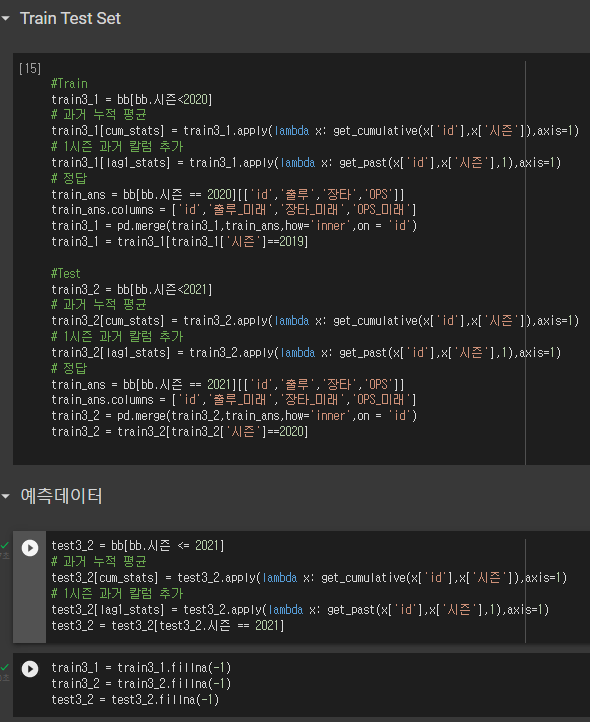 Train Test Set
[15]
#Train
train3_1 = bb[bb.시즌<2020]
# 과거 누적 평균
train3_1[cum_stats] = train3_1.apply(lambda x: get_cumulative(x['id'],x['시즌']),axis=1)
# 1시즌 과거 칼럼 추가
train3_1[lag1_stats] = train3_1.apply(lambda x: get_past(x['id'],x['시즌'],1),axis=1)
# 정답
train_ans = bb[bb.시즌 == 2020][['id','출루','장타','OPS']]
train_ans.columns = ['id','출루_미래','장타_미래','OPS_미래']
train3_1 = pd.merge(train3_1,train_ans,how='inner',on = 'id')
train3_1 = train3_1[train3_1['시즌']==2019]
#Test
train3_2 = bb[bb.시즌<2021]
# 과거 누적 평균
train3_2[cum_stats] = train3_2.apply(lambda x: get_cumulative(x['id'],x['시즌']),axis=1)
# 1시즌 과거 칼럼 추가
train3_2[lag1_stats] = train3_2.apply(lambda x: get_past(x['id'],x['시즌'],1),axis=1)
# 정답
train_ans = bb[bb.시즌 == 2021][['id','출루','장타','OPS']]
train_ans.columns = ['id','출루_미래','장타_미래','OPS_미래']
train3_2 = pd.merge(train3_2,train_ans,how='inner',on = 'id')
train3_2 = train3_2[train3_2['시즌']==2020]
예측데이터
test3_2 = bb[bb.시즌 <= 2021]
# 과거 누적 평균
test3_2[cum_stats] = test3_2.apply(lambda x: get_cumulative(x['id'],x['시즌']),axis=1)
# 1시즌 과거 칼럼 추가
test3_2[lag1_stats] = test3_2.apply(lambda x: get_past(x['id'],x['시즌'],1),axis=1)
test3_2 = test3_2[test3_2.시즌 == 2021]
train3_1 = train3_1.fillna(-1)
train3_2 = train3_2.fillna(-1)
test3_2 = test3_2.fillna(-1)